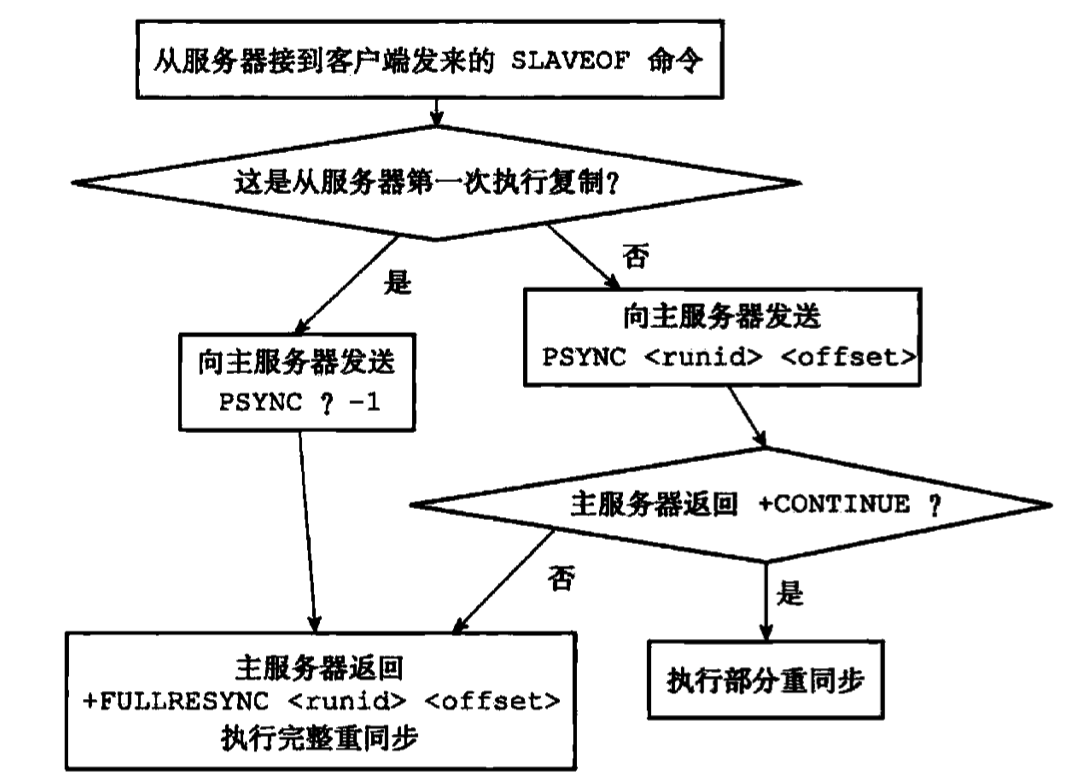 从服务器接到客户端发来的 SLAVEOF 命令
这是从服务器第一次执行复制?
是
否
向主服务器发送
PSYNC ? -1
向主服务器发送
PSYNC <runid> <offset>
主服务器返回 +CONTINUE ?
否
是
主服务器返回
+FULLRESYNC <runid> <offset>
执行完整重同步
执行部分重同步